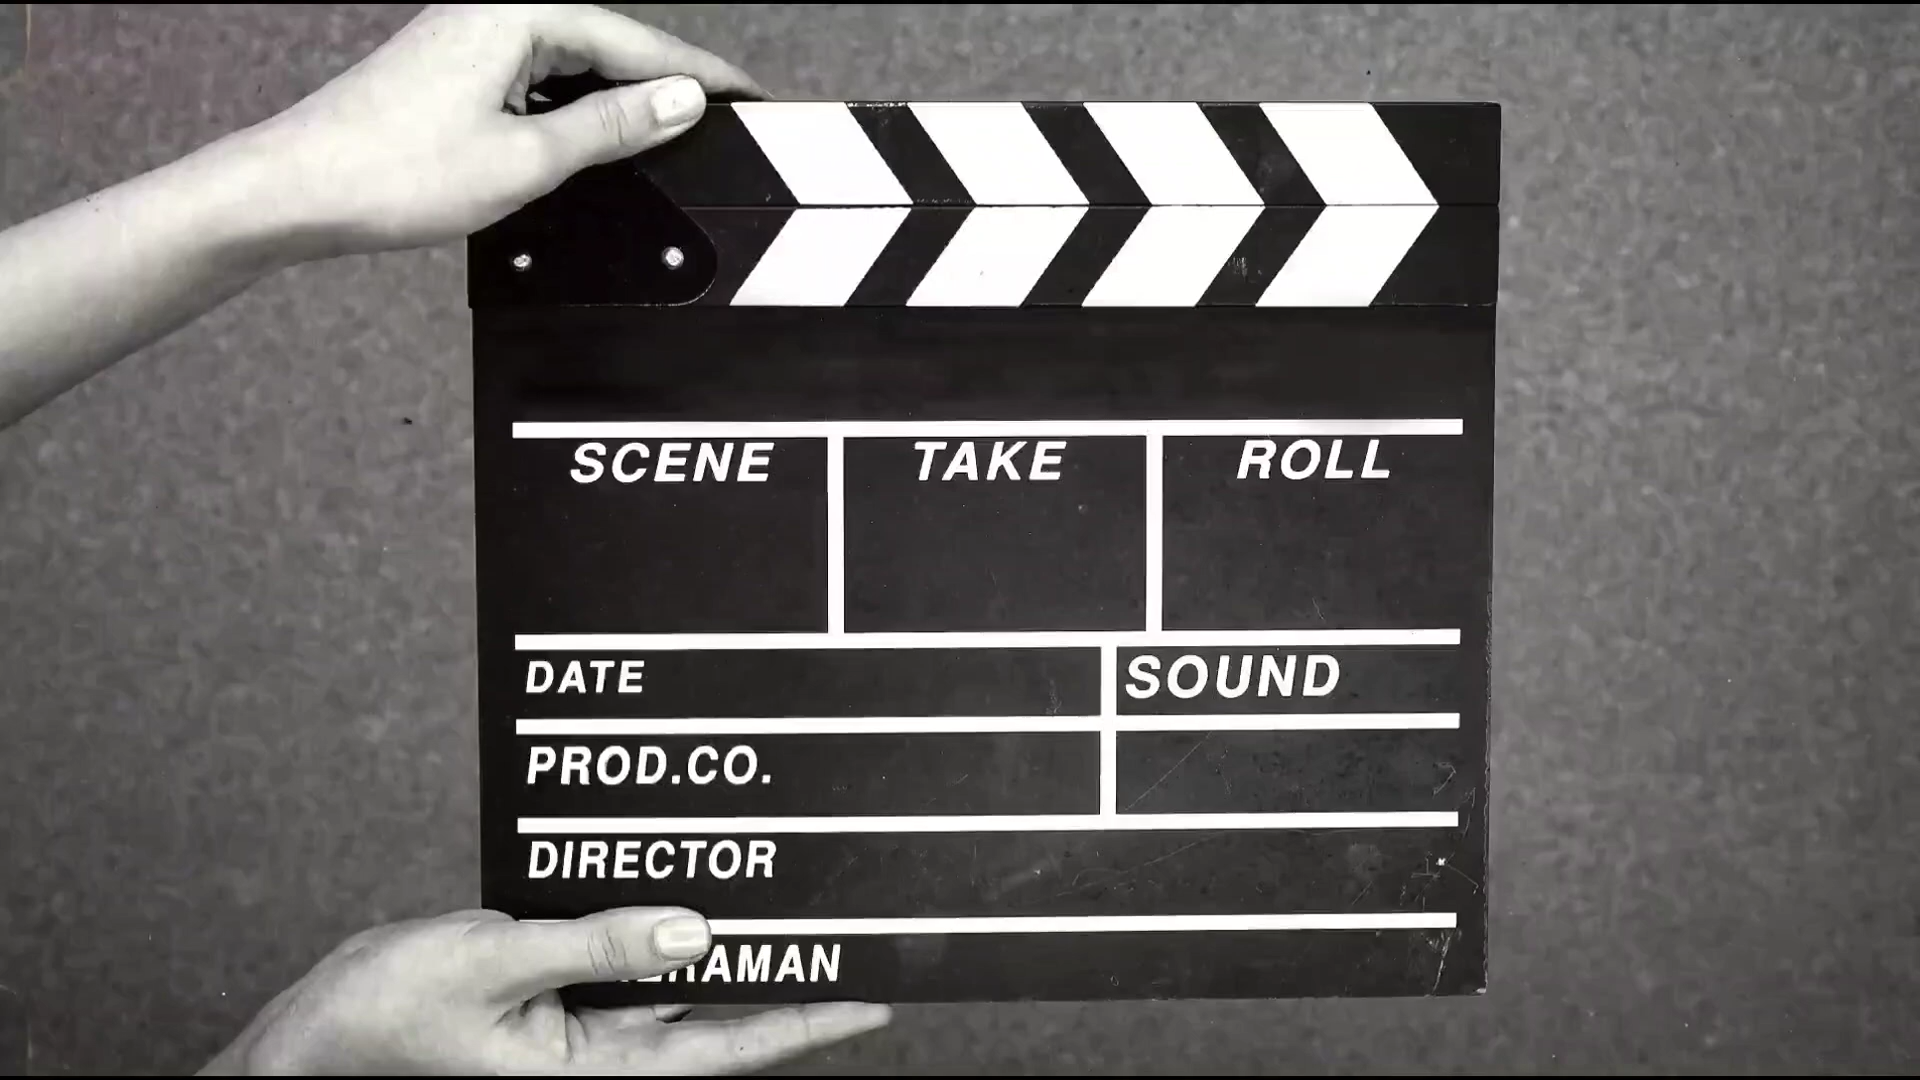 SCENE TAKE ROLL
DATE SOUND
PROD.CO.
DIRECTOR